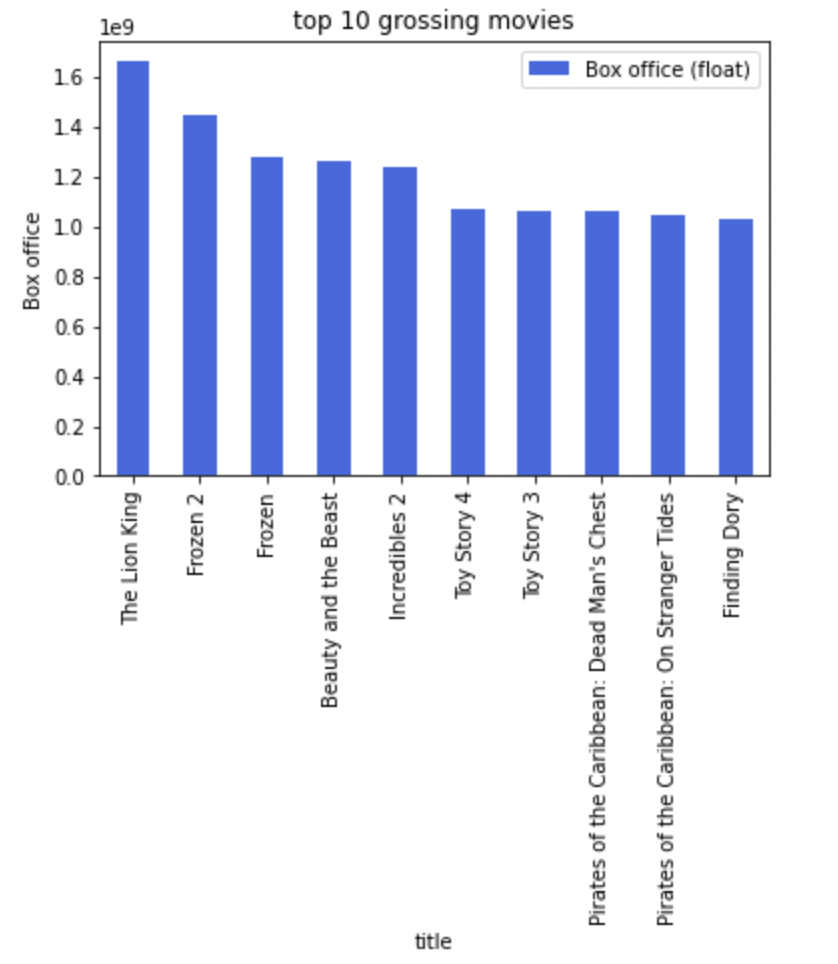 top 10 grossing movies
1e9
Box office (float)
1.6
1.4
1.2
1.0
0.8
0.6
0.4
0.2
0.0
Box office
The Lion King
Frozen 2
Frozen
Beauty and the Beast
Incredibles 2
Toy Story 4
Toy Story 3
Pirates of the Caribbean: Dead Man's Chest
Pirates of the Caribbean: On Stranger Tides
Finding Dory
title